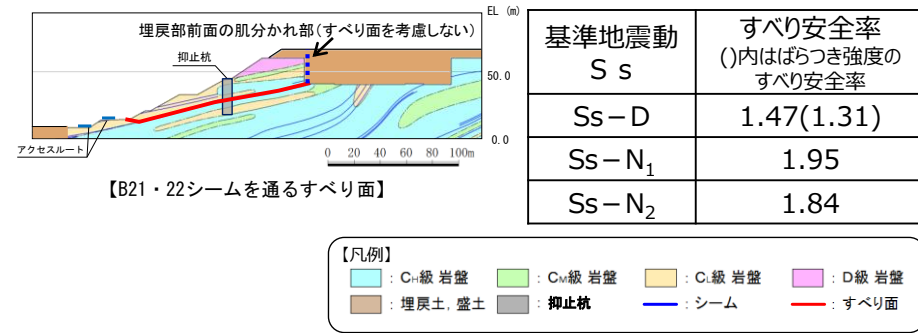 EL (m)
埋戻部前面の肌分かれ部(すべり面を考慮しない)
抑止杭
50.0
0.0
アクセスルート
0 20 40 60 80 100m
【B21・22シームを通るすべり面】
基準地震動
Ｓｓ
すべり安全率
()内はばらつき強度の
すべり安全率
Ss－D
1.47(1.31)
Ss－N1
1.95
Ss－N2
1.84
【凡例】
：CH級 岩盤
：CM級 岩盤
：CL級 岩盤
：D級 岩盤
：埋戻土，盛土
：抑止杭
：シーム
：すべり面